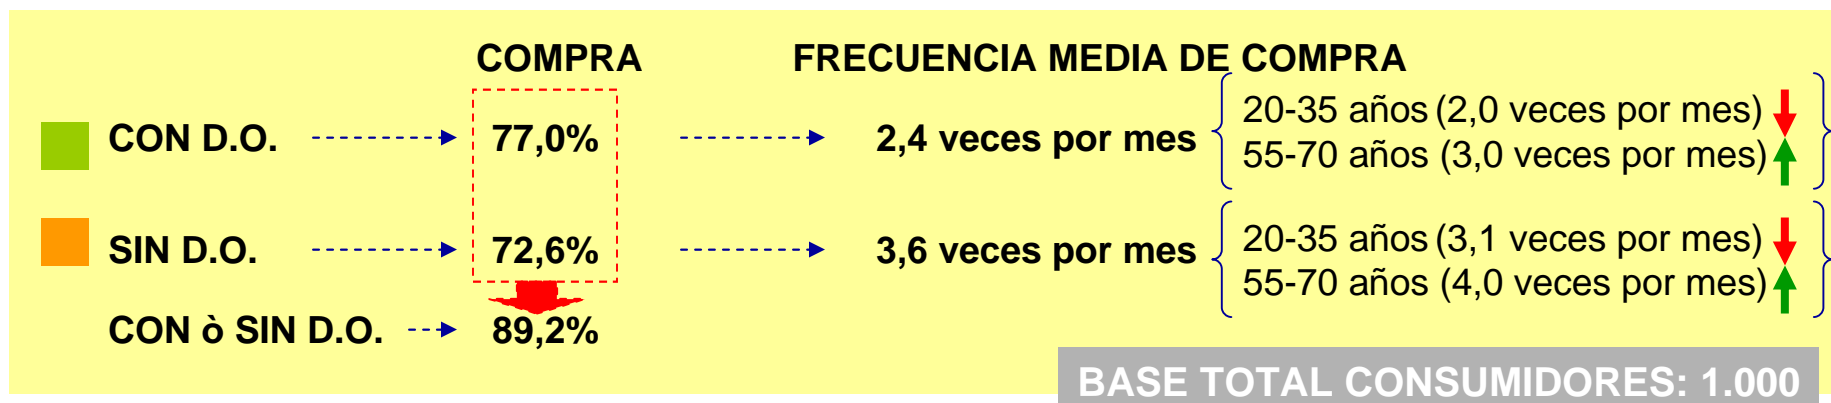 COMPRA FRECUENCIA MEDIA DE COMPRA
CON D.O. 77,0% 2,4 veces por mes
20-35 años (2,0 veces por mes)
55-70 años (3,0 veces por mes)
SIN D.O. 72,6% 3,6 veces por mes
20-35 años (3,1 veces por mes)
55-70 años (4,0 veces por mes)
CON ò SIN D.O. 89,2%
BASE TOTAL CONSUMIDORES: 1.000